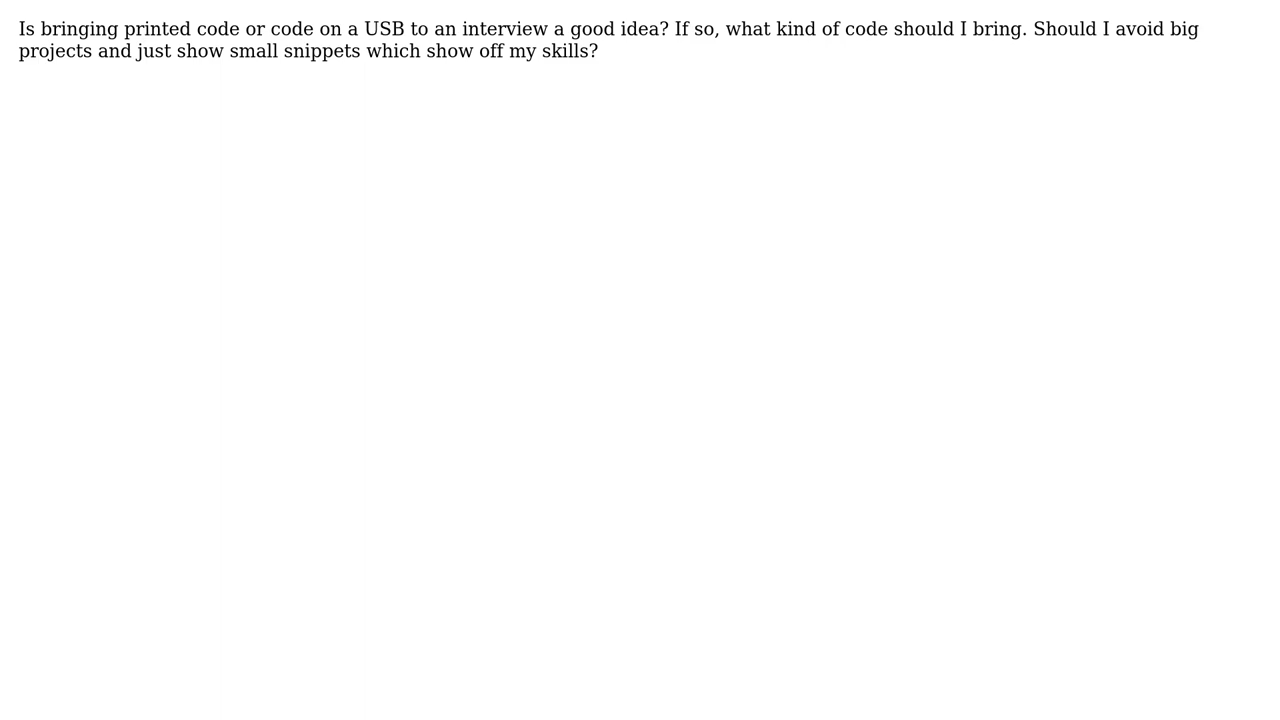 Is bringing printed code or code on a USB to an interview a good idea? If so, what kind of code should I bring. Should I avoid big
projects and just show small snippets which show off my skills?